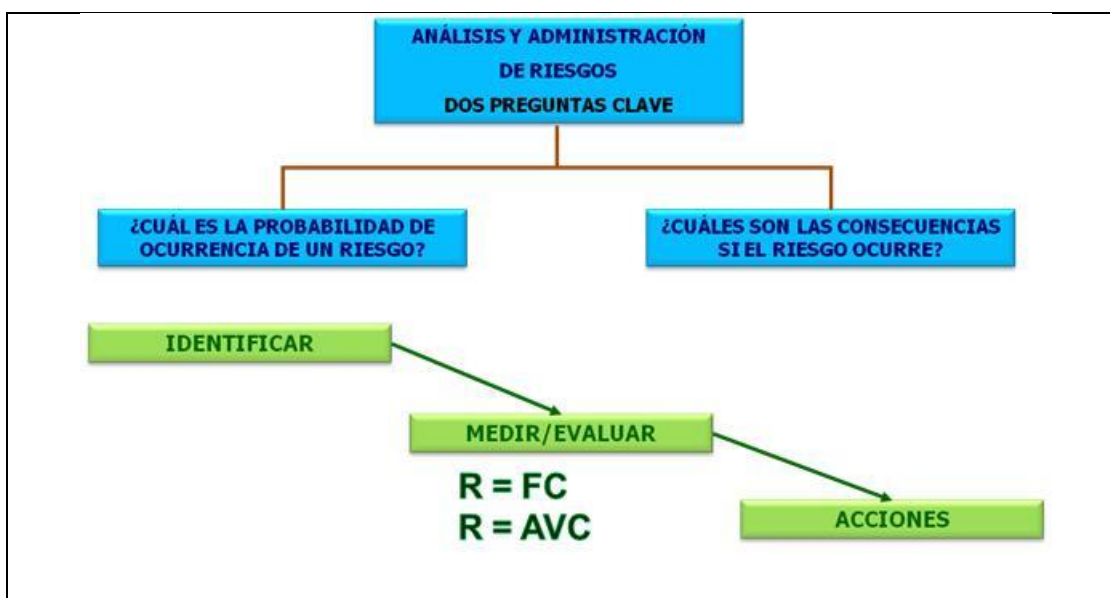 ANÁLISIS Y ADMINISTRACIÓN
DE RIESGOS
DOS PREGUNTAS CLAVE
¿CUÁL ES LA PROBABILIDAD DE
OCURRENCIA DE UN RIESGO?
¿CUÁLES SON LAS CONSECUENCIAS
SI EL RIESGO OCURRE?
IDENTIFICAR
MEDIR/EVALUAR
R = FC
R = AVC
ACCIONES